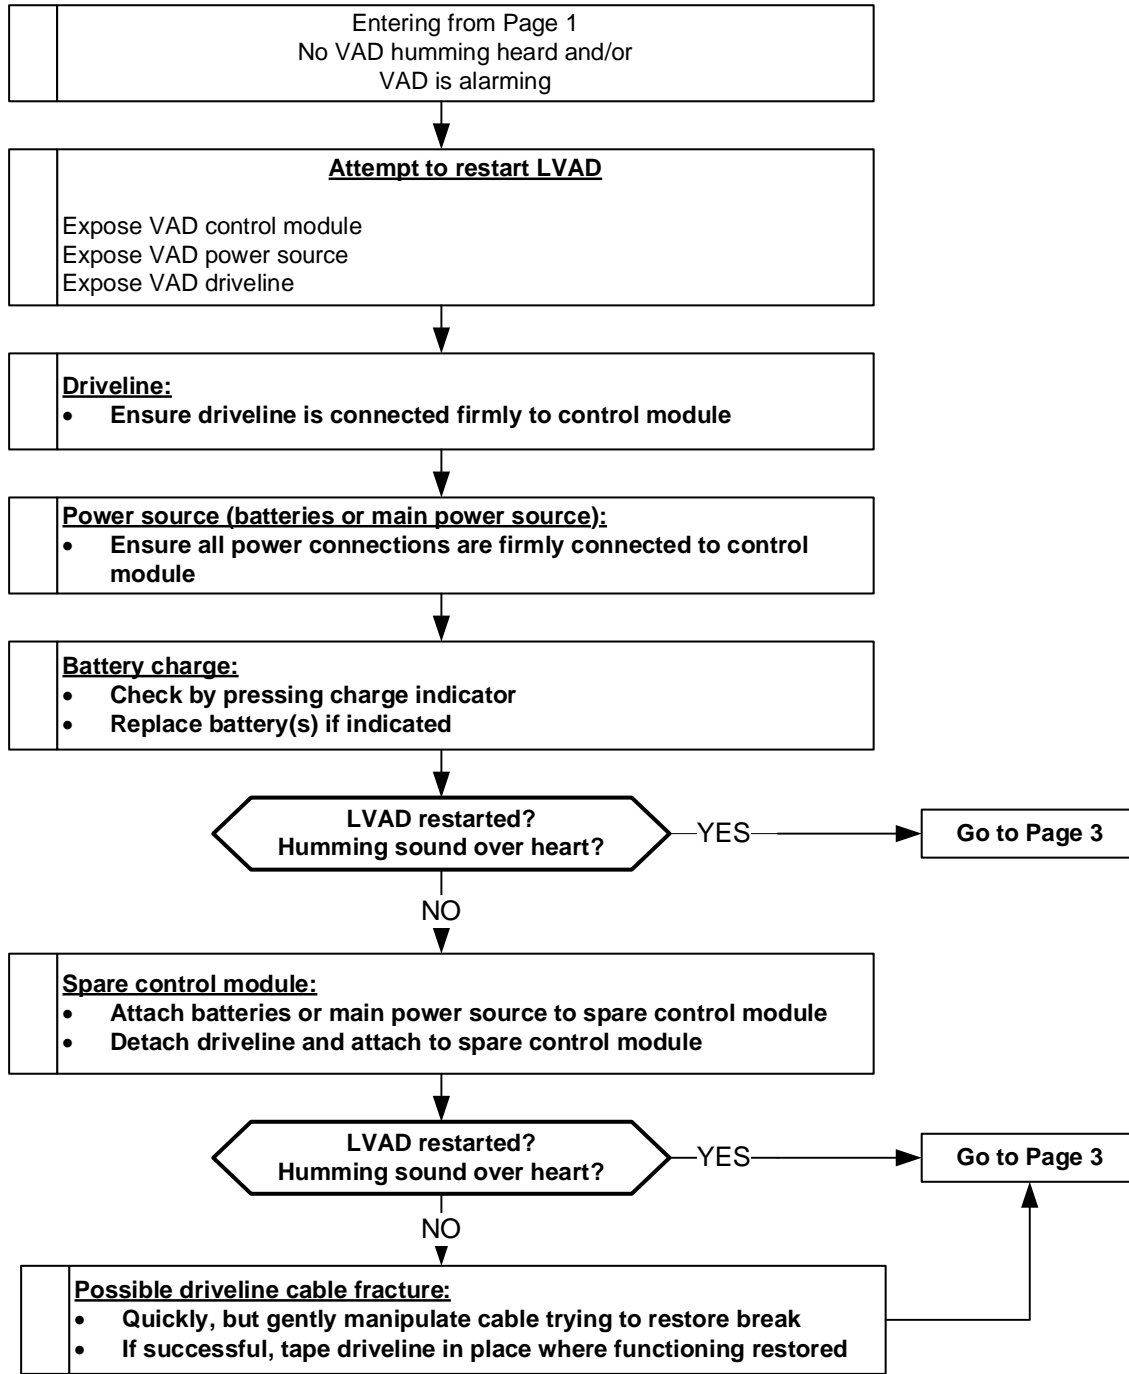 Entering from Page 1
No VAD humming heard and/or
VAD is alarming
Attempt to restart LVAD
Expose VAD control module
Expose VAD power source
Expose VAD driveline
Driveline:
• Ensure driveline is connected firmly to control module
Power source (batteries or main power source):
• Ensure all power connections are firmly connected to control
module
Battery charge:
• Check by pressing charge indicator
• Replace battery(s) if indicated
LVAD restarted?
Humming sound over heart?
YES
Go to Page 3
NO
Spare control module:
• Attach batteries or main power source to spare control module
• Detach driveline and attach to spare control module
LVAD restarted?
Humming sound over heart?
YES
Go to Page 3
NO
Possible driveline cable fracture:
• Quickly, but gently manipulate cable trying to restore break
• If successful, tape driveline in place where functioning restored